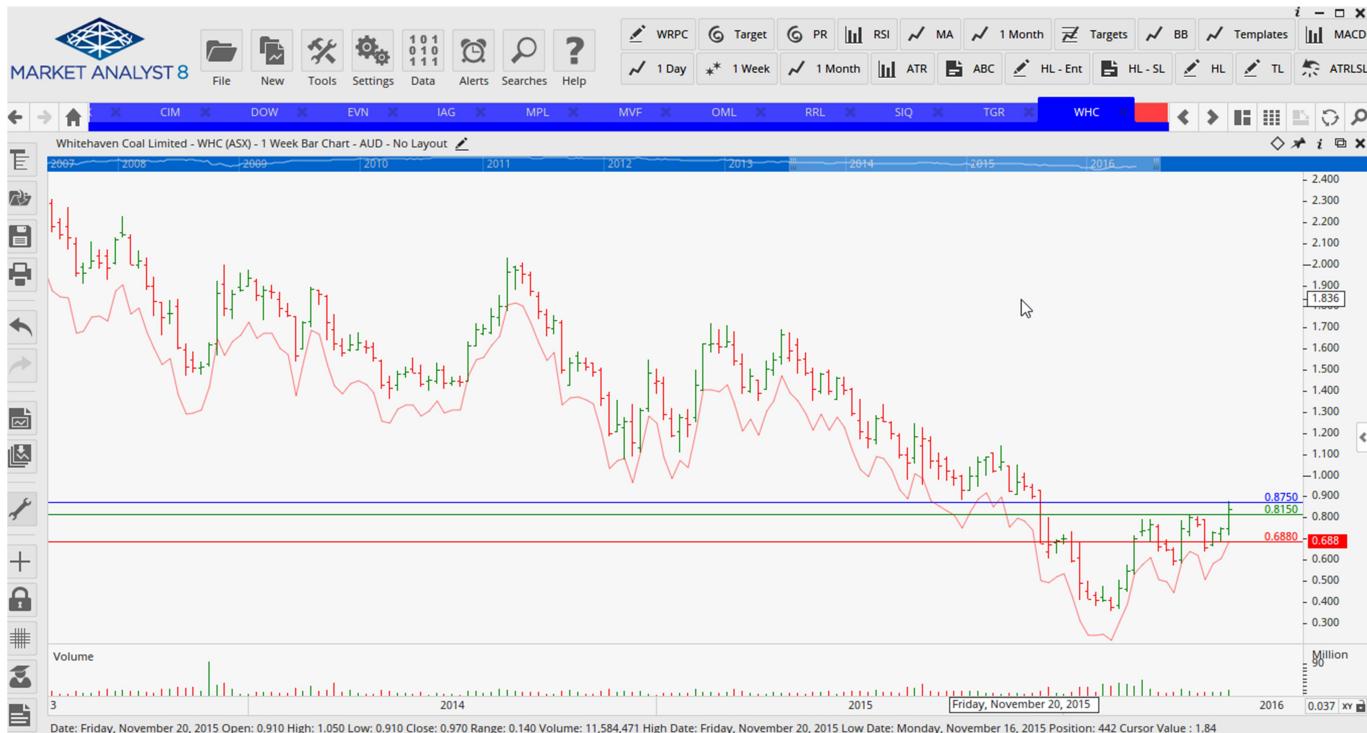 i
WRPC Target PR RSI MA 1 Month Targets BB Templates MACD
MARKET ANALYST 8
101
010
111
File New Tools Settings Data Alerts Searches Help
1 Day 1 Week 1 Month ATR ABC HL - Ent HL - SL HL TL ATRLSL
CIM DOW EVN IAG MPL MVF OML RRL SIQ TGR WHC
Whitehaven Coal Limited - WHC (ASX) - 1 Week Bar Chart - AUD - No Layout
i
2007 2008 2009 2010 2011 2012 2013 2014 2015 2016
2.400
2.300
2.200
2.100
2.000
1.900
1.836
1.700
1.600
1.500
1.400
1.300
1.200
1.100
1.000
0.900
0.8750
0.8150
0.800
0.6880 0.688
0.600
0.500
0.400
0.300
Volume Million
90
3 2014 2015 Friday, November 20, 2015 2016 0.037 XY
Date: Friday, November 20, 2015 Open: 0.910 High: 1.050 Low: 0.910 Close: 0.970 Range: 0.140 Volume: 11,584,471 High Date: Friday, November 20, 2015 Low Date: Monday, November 16, 2015 Position: 442 Cursor Value : 1.84